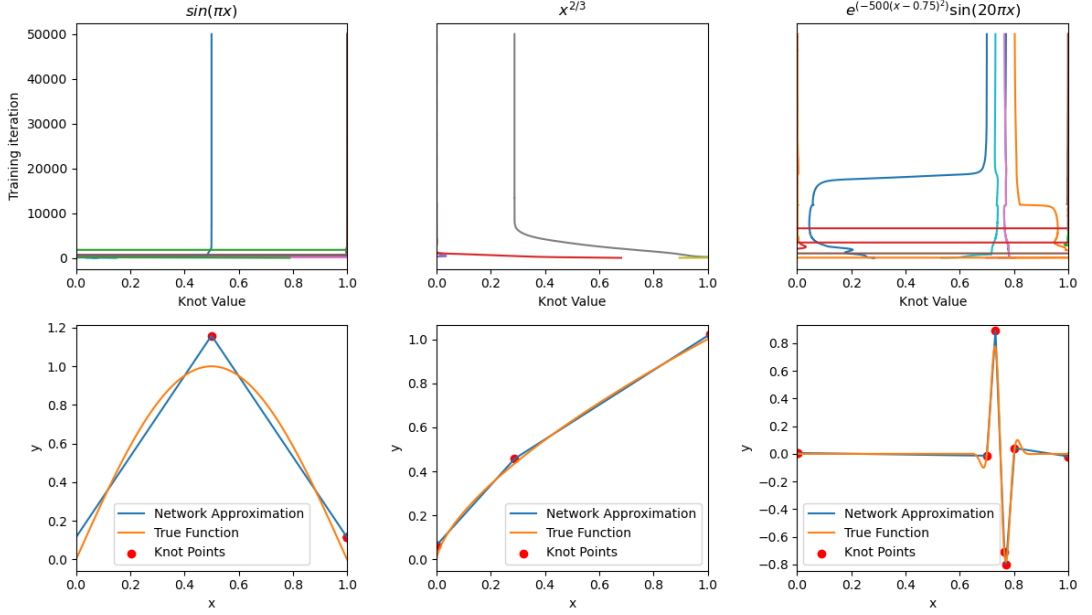 sin(πx)
x^{2/3}
e^{(−500(x−0.75)^2)}sin(20πx)
50000
40000
30000
20000
10000
0
Training iteration
0.0 0.2 0.4 0.6 0.8 1.0
0.0 0.2 0.4 0.6 0.8 1.0
0.0 0.2 0.4 0.6 0.8 1.0
Knot Value
Knot Value
Knot Value
1.2
1.0
0.8
0.6
0.4
0.2
0.0
y
Network Approximation
True Function
Knot Points
0.0 0.2 0.4 0.6 0.8 1.0
x
1.0
0.8
0.6
0.4
0.2
0.0
y
Network Approximation
True Function
Knot Points
0.0 0.2 0.4 0.6 0.8 1.0
x
0.8
0.6
0.4
0.2
0.0
−0.2
−0.4
−0.6
−0.8
y
Network Approximation
True Function
Knot Points
0.0 0.2 0.4 0.6 0.8 1.0
x